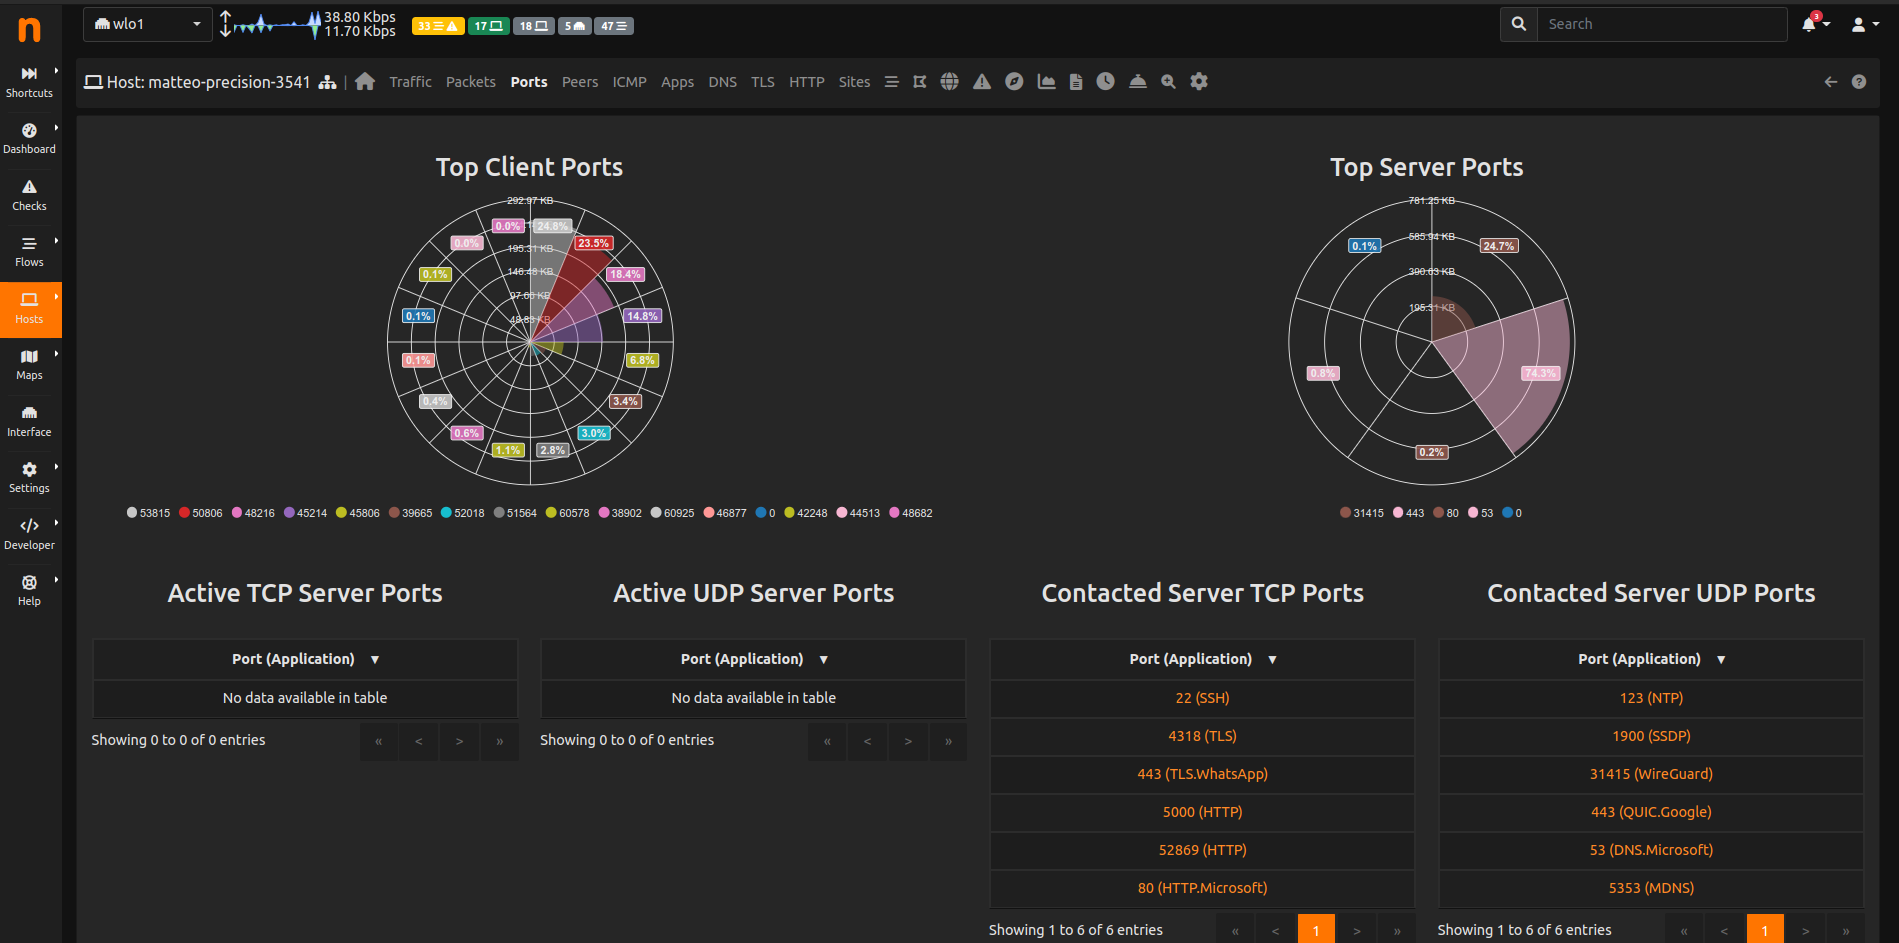 n
wlo1
38.80 Kbps
11.70 Kbps
33
17
18
5
47
Search
3
Shortcuts
Dashboard
Checks
Flows
Hosts
Maps
Interface
Settings
Developer
Help
Host: matteo-precision-3541 | Traffic Packets Ports Peers ICMP Apps DNS TLS HTTP Sites
Top Client Ports
292.97 KB
195.31 KB
146.48 KB
97.66 KB
48.83 KB
0.0% 24.8%
0.0% 23.5%
0.1% 18.4%
0.1% 14.8%
0.1% 6.8%
0.4% 3.4%
0.6% 3.0%
1.1% 2.8%
53815 50806 48216 45214 45806 39665 52018 51564 60578 38902 60925 46877 0 42248 44513 48682
Top Server Ports
781.25 KB
585.94 KB
390.63 KB
195.31 KB
0.1% 24.7%
0.8% 74.3%
0.2%
31415 443 80 53 0
Active TCP Server Ports
Port (Application) ▼
No data available in table
Showing 0 to 0 of 0 entries
« < > »
Active UDP Server Ports
Port (Application) ▼
No data available in table
Showing 0 to 0 of 0 entries
« < > »
Contacted Server TCP Ports
Port (Application) ▼
22 (SSH)
4318 (TLS)
443 (TLS.WhatsApp)
5000 (HTTP)
52869 (HTTP)
80 (HTTP.Microsoft)
Showing 1 to 6 of 6 entries
« < 1 > »
Contacted Server UDP Ports
Port (Application) ▼
123 (NTP)
1900 (SSDP)
31415 (WireGuard)
443 (QUIC.Google)
53 (DNS.Microsoft)
5353 (MDNS)
Showing 1 to 6 of 6 entries
« < 1 > »